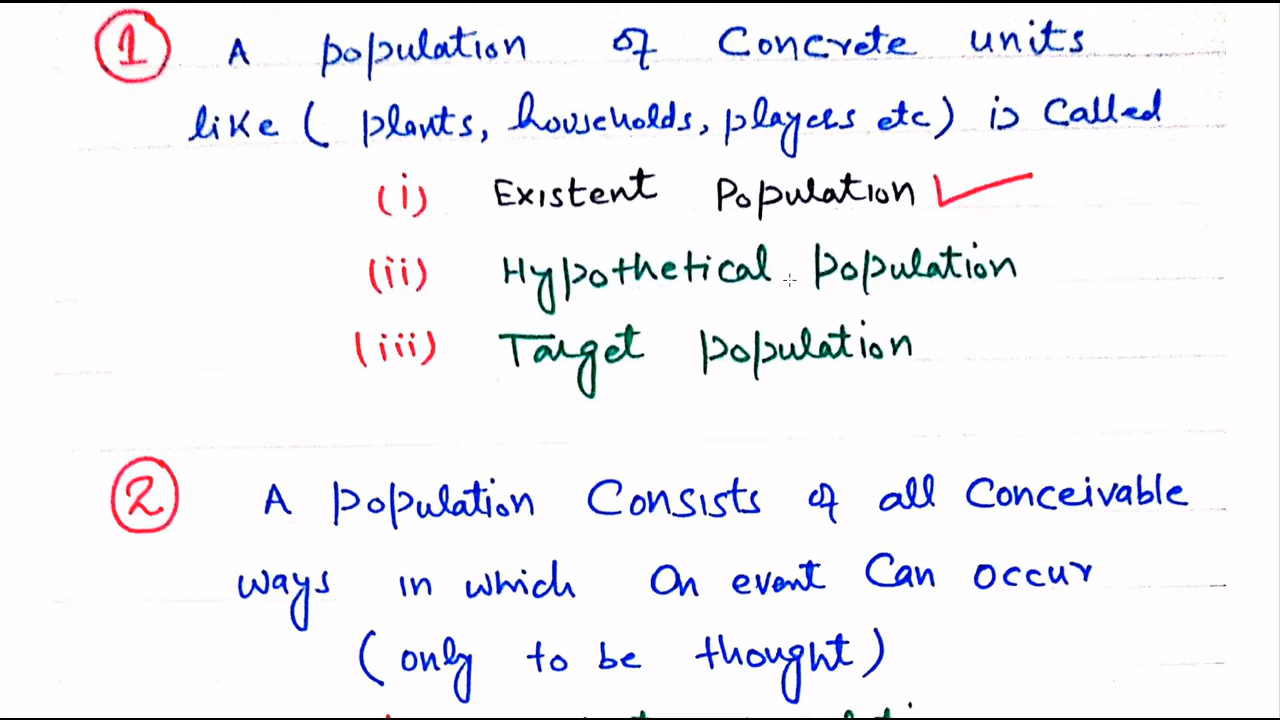 1 A population of Concrete units
like ( plants, households, players etc) is Called
(i) Existent Population
(ii) Hypothetical population
(iii) Target population
2 A population Consists of all Conceivable
ways in which On event Can occur
(only to be thought)